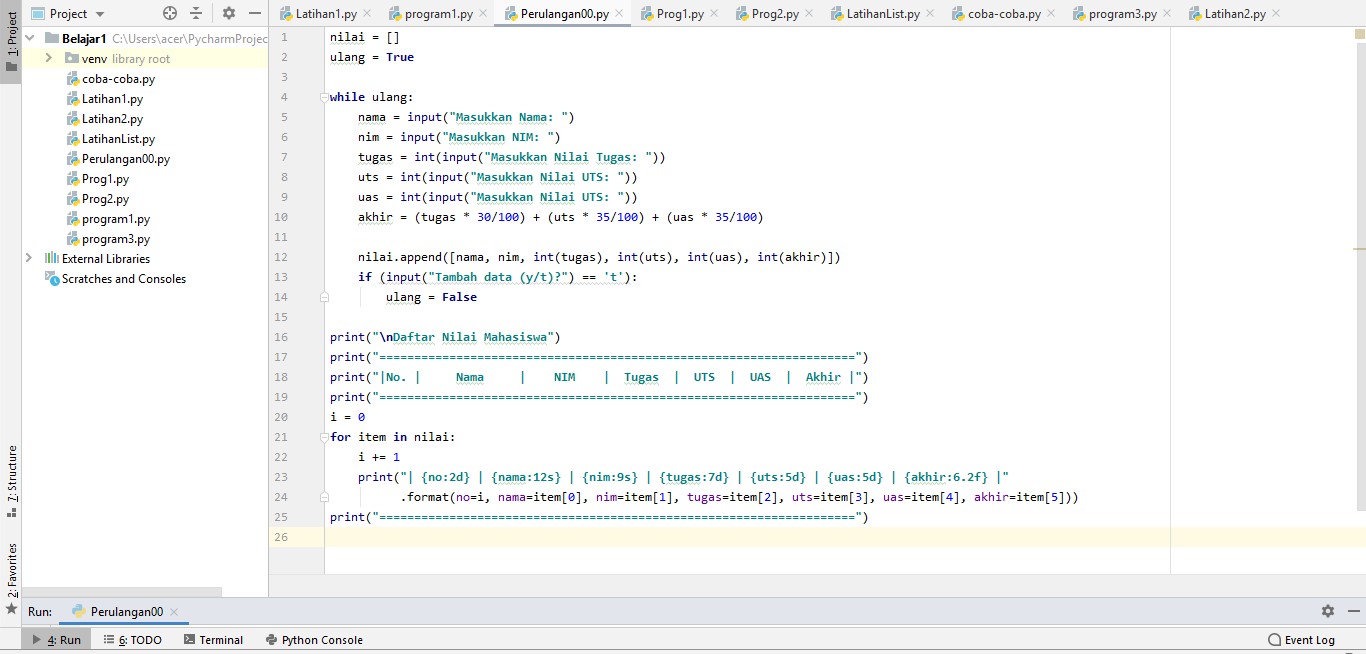 Project
Latihan1.py
program1.py
Perulangan00.py
Prog1.py
Prog2.py
LatihanList.py
coba-coba.py
program3.py
Latihan2.py
1: Project
7: Structure
2: Favorites
Belajar1 C:\Users\acer\PycharmProjec
venv library root
coba-coba.py
Latihan1.py
Latihan2.py
LatihanList.py
Perulangan00.py
Prog1.py
Prog2.py
program1.py
program3.py
External Libraries
Scratches and Consoles
1 nilai = []
2 ulang = True
3
4 while ulang:
5     nama = input("Masukkan Nama: ")
6     nim = input("Masukkan NIM: ")
7     tugas = int(input("Masukkan Nilai Tugas: "))
8     uts = int(input("Masukkan Nilai UTS: "))
9     uas = int(input("Masukkan Nilai UTS: "))
10     akhir = (tugas * 30/100) + (uts * 35/100) + (uas * 35/100)
11
12     nilai.append([nama, nim, int(tugas), int(uts), int(uas), int(akhir)])
13     if (input("Tambah data (y/t)?") == 't'):
14         ulang = False
15
16 print("\nDaftar Nilai Mahasiswa")
17 print("====================================================================")
18 print("|No. |     Nama     |    NIM    |  Tugas  |  UTS  |  UAS  |  Akhir |")
19 print("====================================================================")
20 i = 0
21 for item in nilai:
22     i += 1
23     print("| {no:2d} | {nama:12s} | {nim:9s} | {tugas:7d} | {uts:5d} | {uas:5d} | {akhir:6.2f} |"
24           .format(no=i, nama=item[0], nim=item[1], tugas=item[2], uts=item[3], uas=item[4], akhir=item[5]))
25 print("====================================================================")
26
Run: Perulangan00
4: Run
6: TODO
Terminal
Python Console
Event Log